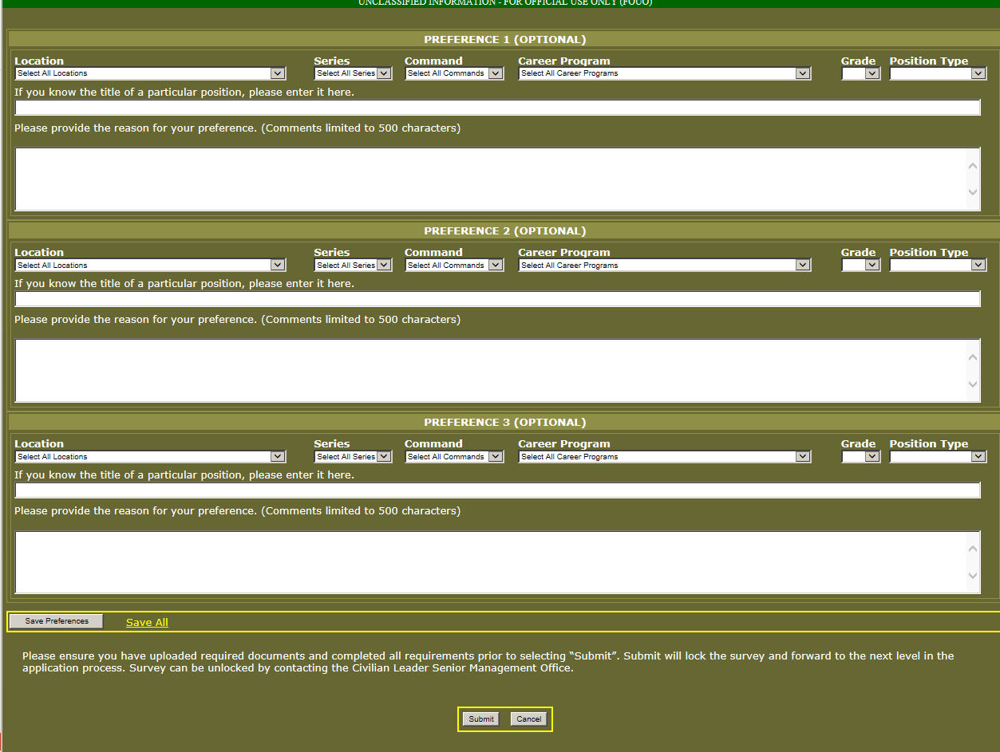 UNCLASSIFIED INFORMATION - FOR OFFICIAL USE ONLY (FOUO)
PREFERENCE 1 (OPTIONAL)
Location Series Command Career Program Grade Position Type
Select All Locations Select All Series Select All Commands Select All Career Programs
If you know the title of a particular position, please enter it here.
Please provide the reason for your preference. (Comments limited to 500 characters)
PREFERENCE 2 (OPTIONAL)
Location Series Command Career Program Grade Position Type
Select All Locations Select All Series Select All Commands Select All Career Programs
If you know the title of a particular position, please enter it here.
Please provide the reason for your preference. (Comments limited to 500 characters)
PREFERENCE 3 (OPTIONAL)
Location Series Command Career Program Grade Position Type
Select All Locations Select All Series Select All Commands Select All Career Programs
If you know the title of a particular position, please enter it here.
Please provide the reason for your preference. (Comments limited to 500 characters)
Save Preferences Save All
Please ensure you have uploaded required documents and completed all requirements prior to selecting “Submit”. Submit will lock the survey and forward to the next level in the
application process. Survey can be unlocked by contacting the Civilian Leader Senior Management Office.
Submit Cancel